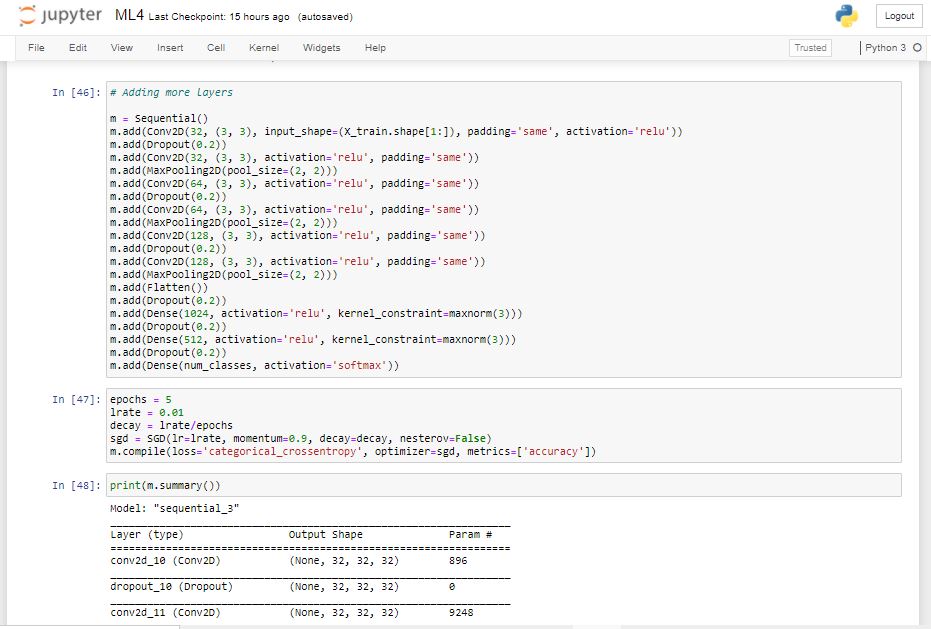 jupyter ML4 Last Checkpoint: 15 hours ago (autosaved) Logout
File Edit View Insert Cell Kernel Widgets Help Trusted Python 3
In [46]: # Adding more layers
m = Sequential()
m.add(Conv2D(32, (3, 3), input_shape=(X_train.shape[1:]), padding='same', activation='relu'))
m.add(Dropout(0.2))
m.add(Conv2D(32, (3, 3), activation='relu', padding='same'))
m.add(MaxPooling2D(pool_size=(2, 2)))
m.add(Conv2D(64, (3, 3), activation='relu', padding='same'))
m.add(Dropout(0.2))
m.add(Conv2D(64, (3, 3), activation='relu', padding='same'))
m.add(MaxPooling2D(pool_size=(2, 2)))
m.add(Conv2D(128, (3, 3), activation='relu', padding='same'))
m.add(Dropout(0.2))
m.add(Conv2D(128, (3, 3), activation='relu', padding='same'))
m.add(MaxPooling2D(pool_size=(2, 2)))
m.add(Flatten())
m.add(Dropout(0.2))
m.add(Dense(1024, activation='relu', kernel_constraint=maxnorm(3)))
m.add(Dropout(0.2))
m.add(Dense(512, activation='relu', kernel_constraint=maxnorm(3)))
m.add(Dropout(0.2))
m.add(Dense(num_classes, activation='softmax'))
In [47]: epochs = 5
lrate = 0.01
decay = lrate/epochs
sgd = SGD(lr=lrate, momentum=0.9, decay=decay, nesterov=False)
m.compile(loss='categorical_crossentropy', optimizer=sgd, metrics=['accuracy'])
In [48]: print(m.summary())
Model: "sequential_3"
_________________________________________________________________
Layer (type) Output Shape Param #
=================================================================
conv2d_10 (Conv2D) (None, 32, 32, 32) 896
_________________________________________________________________
dropout_10 (Dropout) (None, 32, 32, 32) 0
_________________________________________________________________
conv2d_11 (Conv2D) (None, 32, 32, 32) 9248